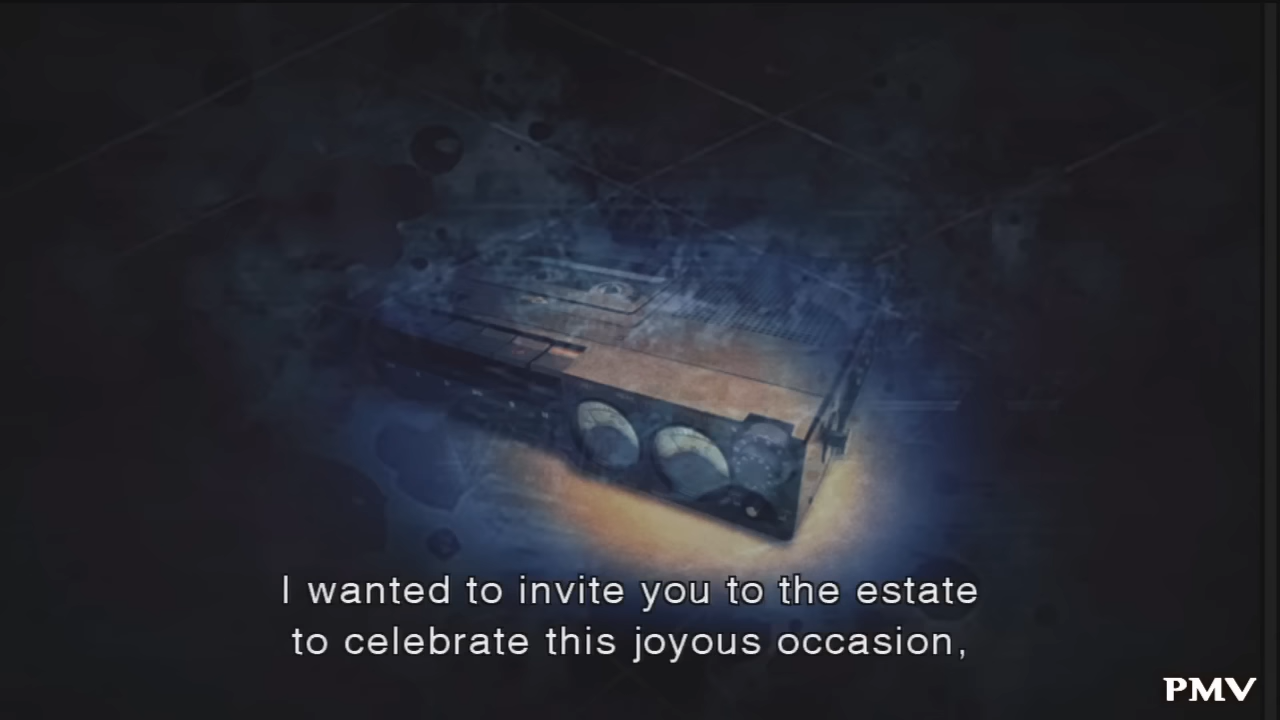 I wanted to invite you to the estate
to celebrate this joyous occasion,
PMV